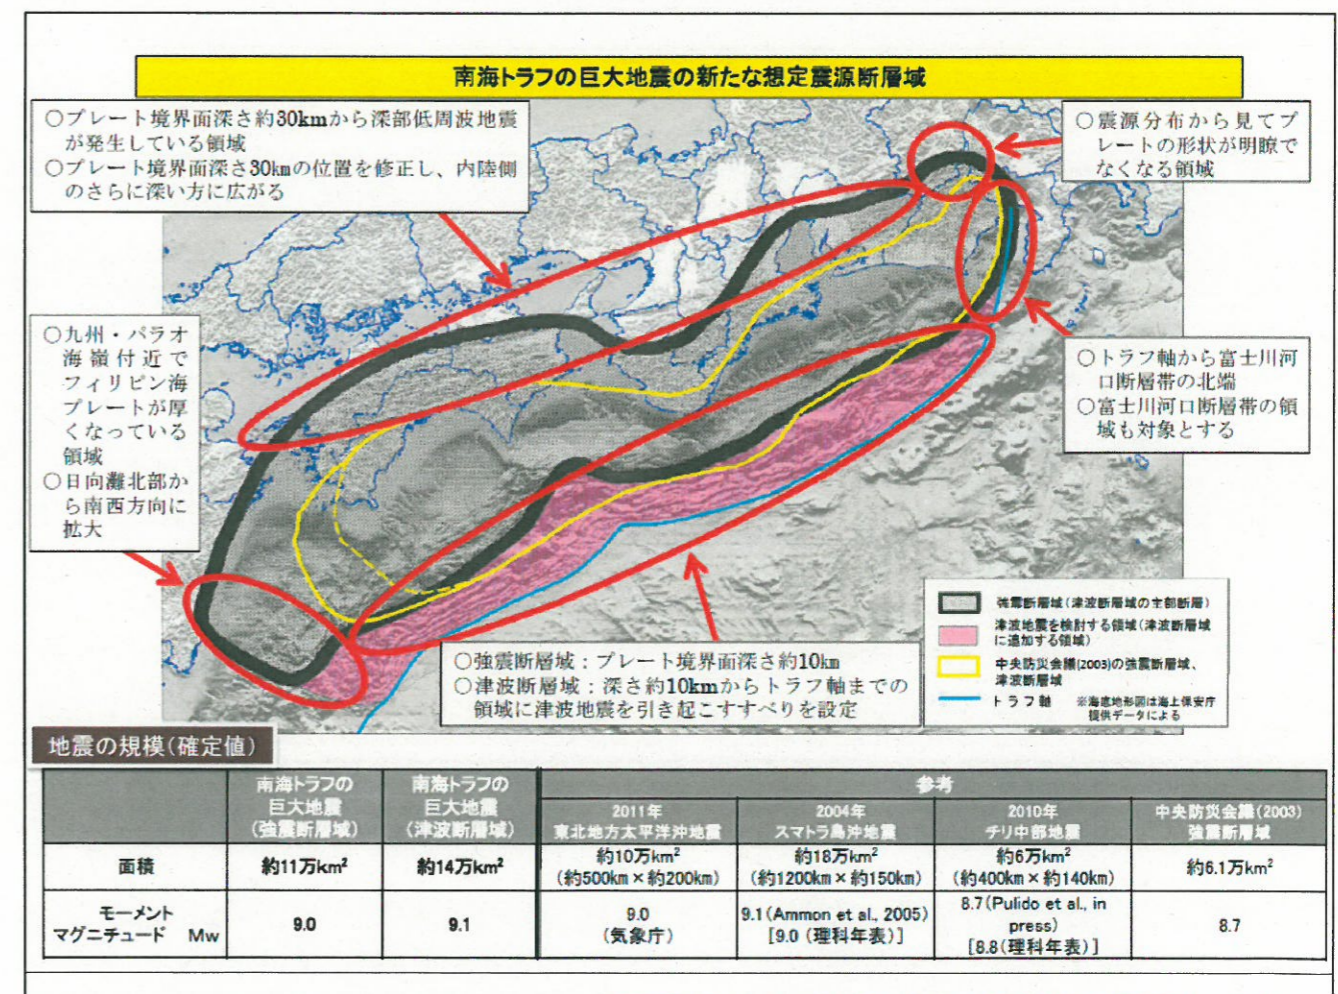 南海トラフの巨大地震の新たな想定震源断層域
○プレート境界面深さ約30kmから深部低周波地震
が発生している領域
○プレート境界面深さ30㎞の位置を修正し、内陸側
のさらに深い方に広がる
○震源分布から見てプ
レートの形状が明瞭で
なくなる領域
○九州・パラオ
海嶺付近で
フィリピン海
プレートが厚
くなっている
領域
○日向灘北部か
ら南西方向に
拡大
○トラフ軸から富士川河
口断層帯の北端
○富士川河口断層帯の領
域も対象とする
○強震断層域：プレート境界面深さ約10㎞
○津波断層域：深さ約10kmからトラフ軸までの
領域に津波地震を引き起こすすべりを設定
強震断層域(津波断層域の主部断層)
津波地震を検討する領域(津波断層域
に追加する領域)
中央防災会議(2003)の強震断層域、
津波断層域
トラフ軸
※海底地形図は海上保安庁
提供データによる
地震の規模(確定値)
南海トラフの
巨大地震
(強震断層域)
南海トラフの
巨大地震
(津波断層域)
参考
2011年
東北地方太平洋沖地震
2004年
スマトラ島沖地震
2010年
チリ中部地震
中央防災会議(2003)
強震断層域
面積
約11万km²
約14万km²
約10万km²
(約500km×約200km)
約18万km²
(約1200km×約150km)
約6万km²
(約400km×約140km)
約6.1万km²
モーメント
マグニチュード Mw
9.0
9.1
9.0
(気象庁)
9.1(Ammon et al., 2005)
[9.0 (理科年表)]
8.7(Pulido et al., in
press)
[8.8(理科年表)]
8.7